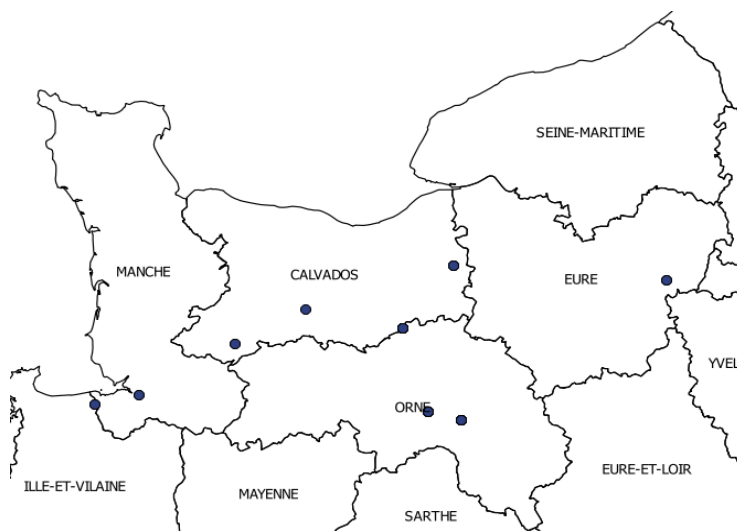 SEINE-MARITIME
MANCHE
CALVADOS
EURE
YVEL
ORNE
EURE-ET-LOIR
ILLE-ET-VILAINE
MAYENNE
SARTHE